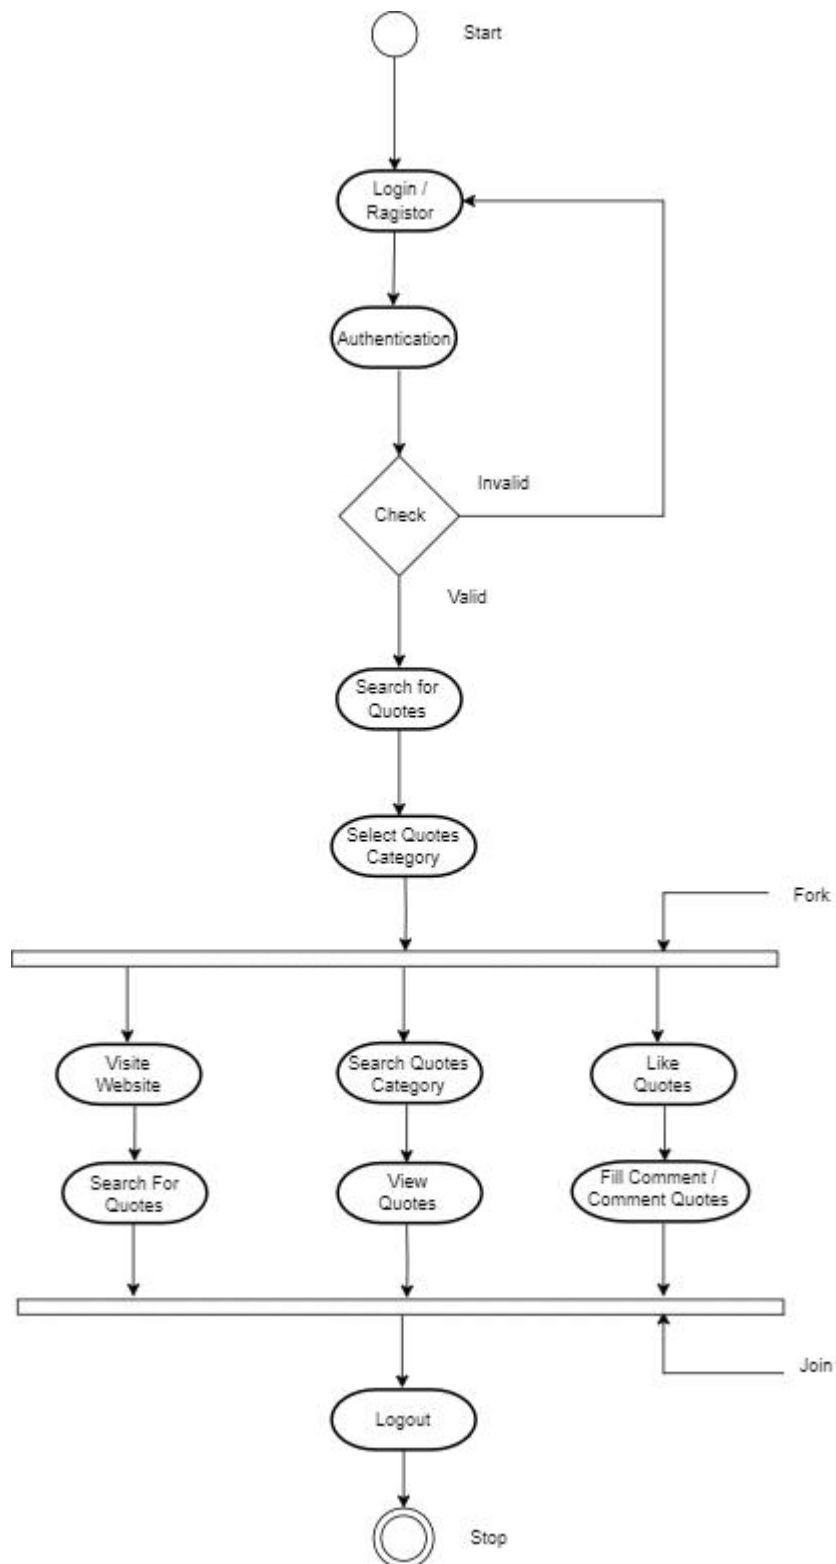 Start
Login /
Ragistor
Authentication
Check
Invalid
Valid
Search for
Quotes
Select Quotes
Category
Fork
Visite
Website
Search Quotes
Category
Like
Quotes
Search For
Quotes
View
Quotes
Fill Comment /
Comment Quotes
Join
Logout
Stop